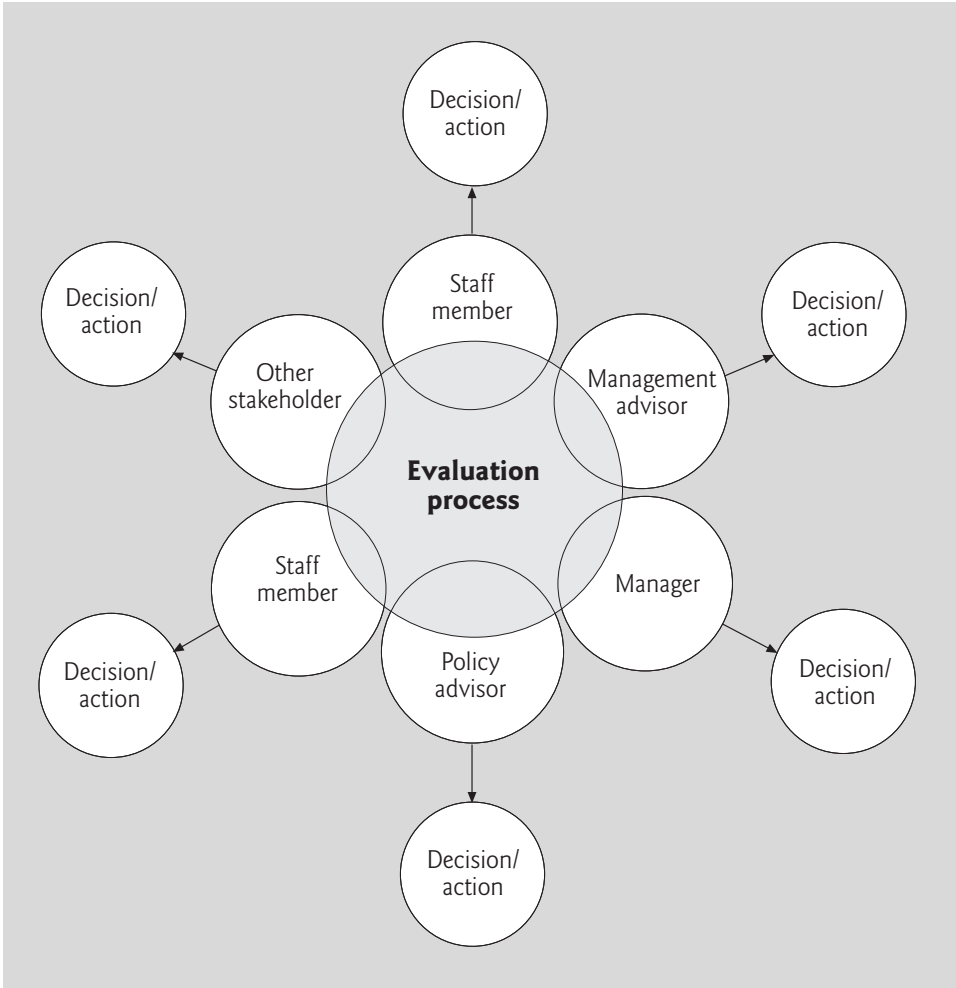 Decision/
action
Staff
member
Decision/
action
Decision/
action
Other
stakeholder
Management
advisor
Evaluation
process
Staff
member
Manager
Policy
advisor
Decision/
action
Decision/
action
Decision/
action